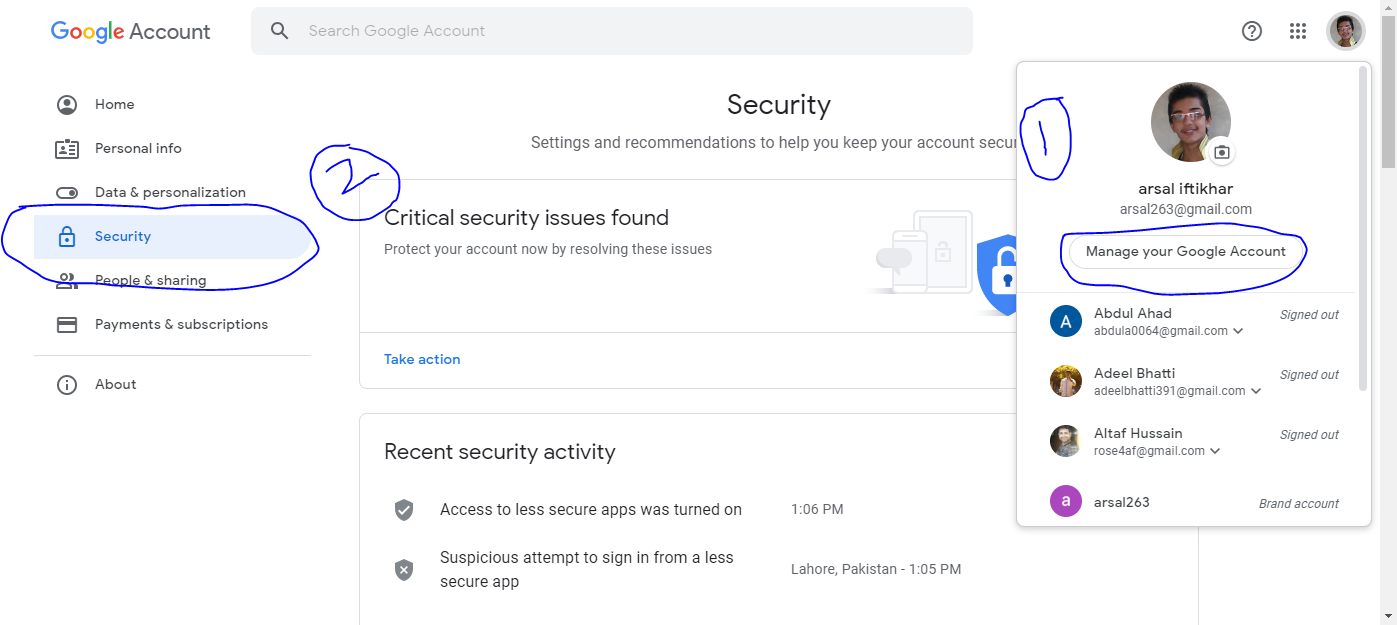 Google Account
Search Google Account
Home
Personal info
Data & personalization
Security
People & sharing
Payments & subscriptions
About
2
Security
Settings and recommendations to help you keep your account secu
Critical security issues found
Protect your account now by resolving these issues
Take action
Recent security activity
Access to less secure apps was turned on 1:06 PM
Suspicious attempt to sign in from a less
secure app
Lahore, Pakistan - 1:05 PM
1
arsal iftikhar
arsal263@gmail.com
Manage your Google Account
A
Abdul Ahad Signed out
abdula0064@gmail.com
Adeel Bhatti Signed out
adeelbhatti391@gmail.com
Altaf Hussain Signed out
rose4af@gmail.com
a
arsal263 Brand account